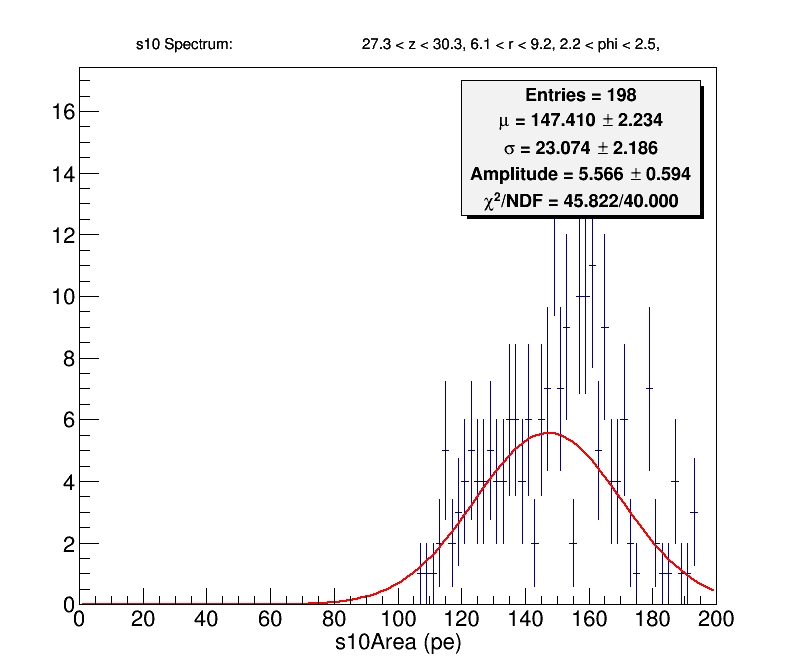 s10 Spectrum: 27.3 < z < 30.3, 6.1 < r < 9.2, 2.2 < phi < 2.5,
Entries = 198
μ = 147.410 ± 2.234
σ = 23.074 ± 2.186
Amplitude = 5.566 ± 0.594
χ²/NDF = 45.822/40.000
16
14
12
10
8
6
4
2
0
0 20 40 60 80 100 120 140 160 180 200
s10Area (pe)